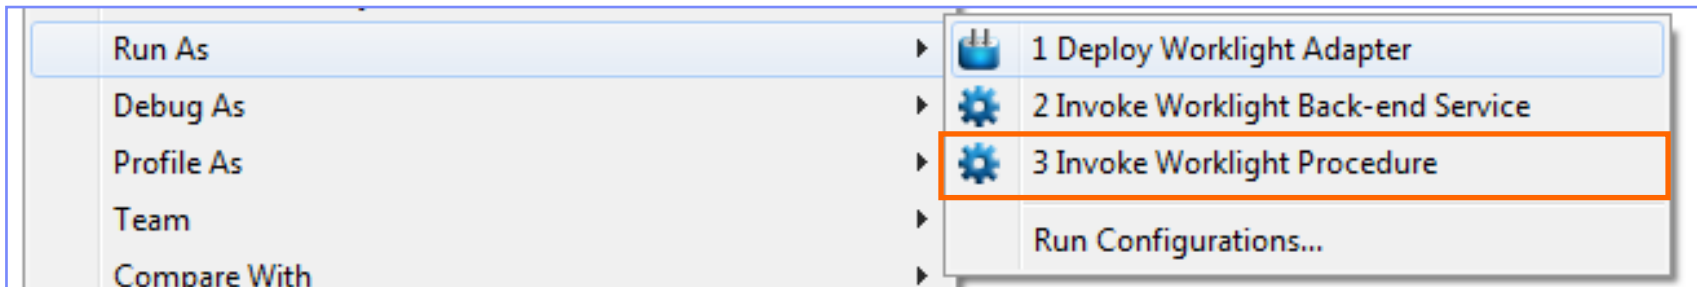 Run As
Debug As
Profile As
Team
Compare With
1 Deploy Worklight Adapter
2 Invoke Worklight Back-end Service
3 Invoke Worklight Procedure
Run Configurations...